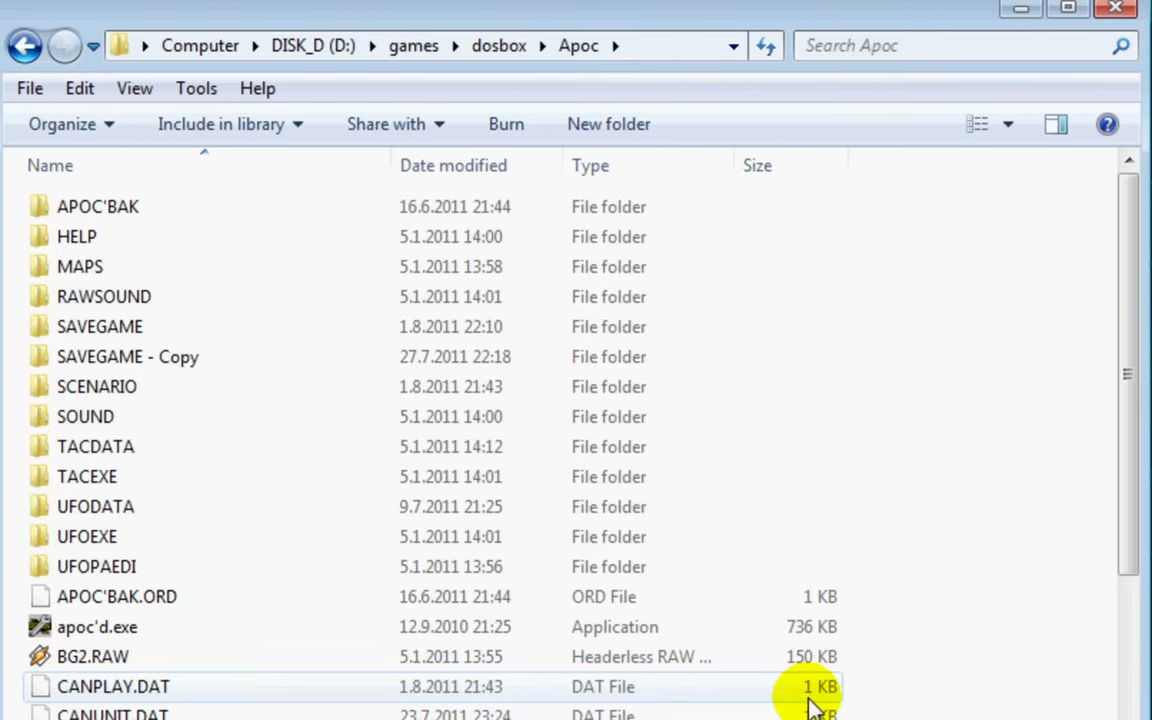 Computer DISK_D (D:) games dosbox Apoc Search Apoc
File Edit View Tools Help
Organize Include in library Share with Burn New folder
Name Date modified Type Size
APOC'BAK 16.6.2011 21:44 File folder
HELP 5.1.2011 14:00 File folder
MAPS 5.1.2011 13:58 File folder
RAWSOUND 5.1.2011 14:01 File folder
SAVEGAME 1.8.2011 22:10 File folder
SAVEGAME - Copy 27.7.2011 22:18 File folder
SCENARIO 1.8.2011 21:43 File folder
SOUND 5.1.2011 14:00 File folder
TACDATA 5.1.2011 14:12 File folder
TACEXE 5.1.2011 14:01 File folder
UFODATA 9.7.2011 21:25 File folder
UFOEXE 5.1.2011 14:01 File folder
UFOPAEDI 5.1.2011 13:56 File folder
APOC'BAK.ORD 16.6.2011 21:44 ORD File 1 KB
apoc'd.exe 12.9.2010 21:25 Application 736 KB
BG2.RAW 5.1.2011 13:55 Headerless RAW ... 150 KB
CANPLAY.DAT 1.8.2011 21:43 DAT File 1 KB
CANUNIT.DAT 23.7.2011 23:24 DAT File KB